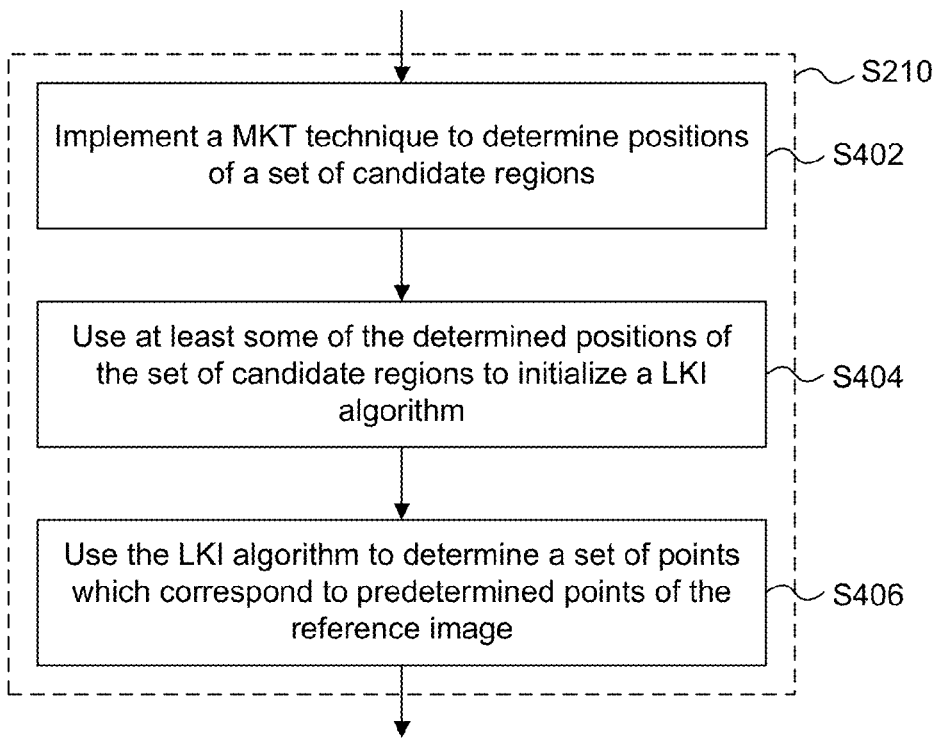 S210
Implement a MKT technique to determine positions
of a set of candidate regions
S402
Use at least some of the determined positions of
the set of candidate regions to initialize a LKI
algorithm
S404
Use the LKI algorithm to determine a set of points
which correspond to predetermined points of the
reference image
S406